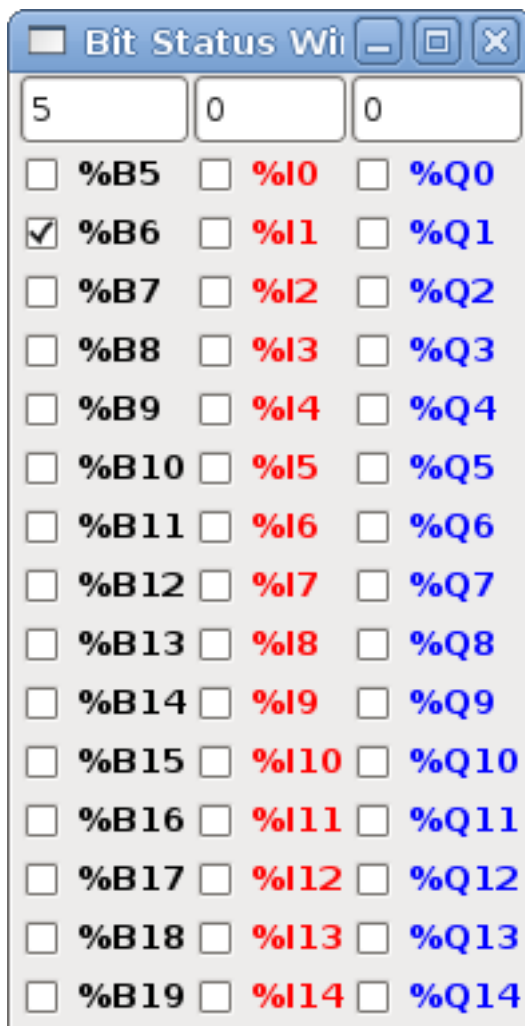 Bit Status Wi
5 0 0
%B5 %I0 %Q0
%B6 %I1 %Q1
%B7 %I2 %Q2
%B8 %I3 %Q3
%B9 %I4 %Q4
%B10 %I5 %Q5
%B11 %I6 %Q6
%B12 %I7 %Q7
%B13 %I8 %Q8
%B14 %I9 %Q9
%B15 %I10 %Q10
%B16 %I11 %Q11
%B17 %I12 %Q12
%B18 %I13 %Q13
%B19 %I14 %Q14